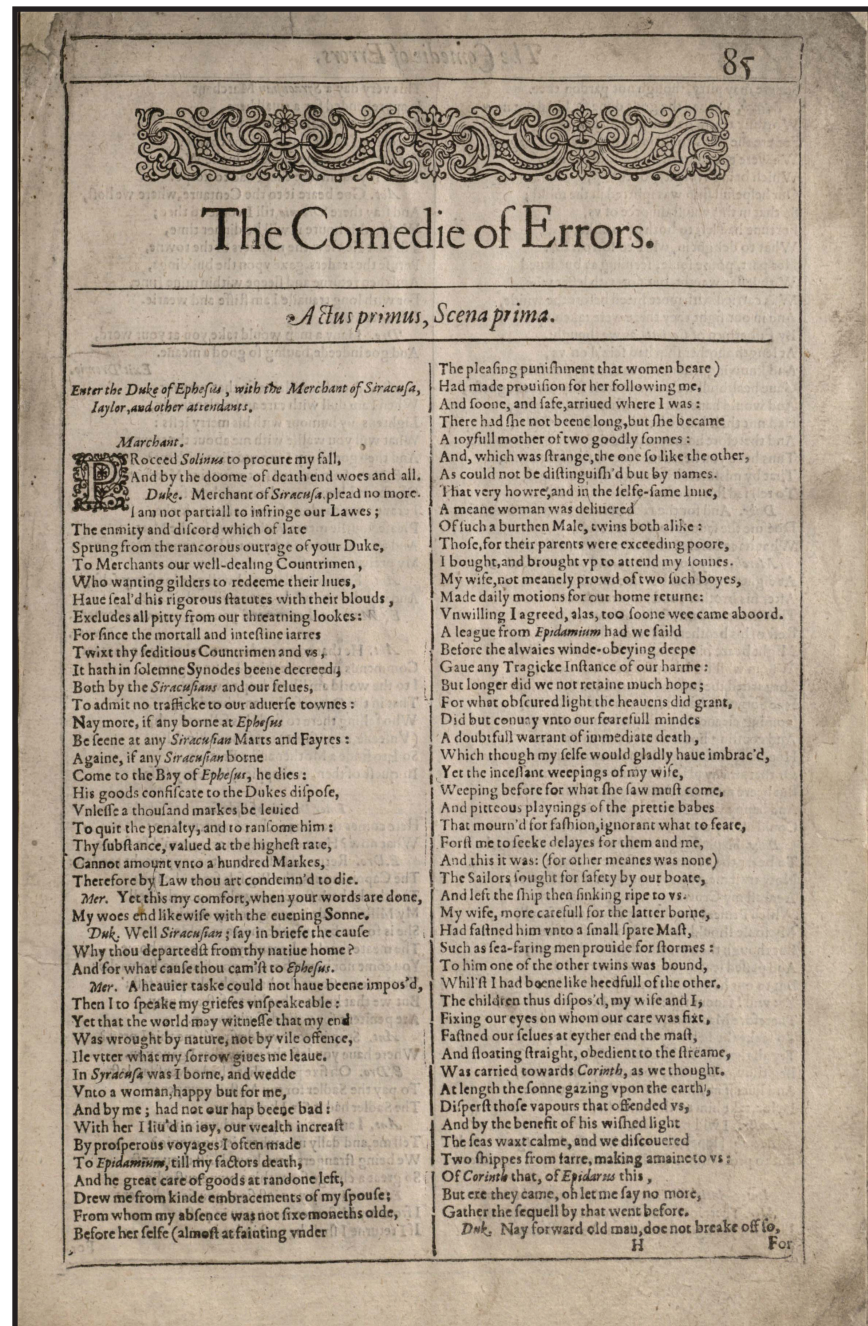 85
The Comedie of Errors.
Actus primus, Scena prima.
Enter the Duke of Ephesus, with the Merchant of Siracusa,
Iaylor, and other attendants.
Marchant.
PRoceed Solinus to procure my fall,
And by the doome of death end woes and all.
Duke. Merchant of Siracusa, plead no more.
I am not partiall to infringe our Lawes;
The enmity and discord which of late
Sprung from the rancorous outrage of your Duke,
To Merchants our well-dealing Countrimen,
Who wanting gilders to redeeme their liues,
Haue seal'd his rigorous statutes with their blouds,
Excludes all pitty from our threatning lookes:
For since the mortall and intestine iarres
Twixt thy seditious Countrimen and vs,
It hath in solemne Synodes beene decreed,
Both by the Siracusians and our selues,
To admit no trafficke to our aduerse townes:
Nay more, if any borne at Ephesus
Be seene at any Siracusian Marts and Fayres:
Againe, if any Siracusian borne
Come to the Bay of Ephesus, he dies:
His goods confiscate to the Dukes dispose,
Vnlesse a thousand markes be leuied
To quit the penalty, and to ransome him:
Thy substance, valued at the highest rate,
Cannot amount vnto a hundred Markes,
Therefore by Law thou art condemn'd to die.
Mer. Yet this my comfort, when your words are done,
My woes end likewise with the euening Sonne.
Duk. Well Siracusian; say in briefe the cause
Why thou departedst from thy natiue home?
And for what cause thou cam'st to Ephesus.
Mer. A heauier taske could not haue beene impos'd,
Then I to speake my griefes vnspeakeable:
Yet that the world may witnesse that my end
Was wrought by nature, not by vile offence,
Ile vtter what my sorrow giues me leaue.
In Syracusa was I borne, and wedde
Vnto a woman, happy but for me,
And by me; had not our hap beene bad:
With her I liu'd in ioy, our wealth increast
By prosperous voyages I often made
To Epidamium, till my factors death,
And he great care of goods at randone left,
Drew me from kinde embracements of my spouse;
From whom my absence was not sixe moneths olde,
Before her selfe (almost at fainting vnder
The pleasing punishment that women beare)
Had made prouision for her following me,
And soone, and safe, arriued where I was:
There had she not beene long, but she became
A ioyfull mother of two goodly sonnes:
And, which was strange, the one so like the other,
As could not be distinguish'd but by names.
That very howre, and in the selfe-same Inne,
A meane woman was deliuered
Of such a burthen Male, twins both alike:
Those, for their parents were exceeding poore,
I bought, and brought vp to attend my sonnes.
My wife, not meanely prowd of two such boyes,
Made daily motions for our home returne:
Vnwilling I agreed, alas, too soone wee came aboord.
A league from Epidamium had we saild
Before the alwaies winde-obeying deepe
Gaue any Tragicke Instance of our harme:
But longer did we not retaine much hope;
For what obscured light the heauens did grant,
Did but conuay vnto our fearefull mindes
A doubtfull warrant of immediate death,
Which though my selfe would gladly haue imbrac'd,
Yet the incessant weepings of my wife,
Weeping before for what she saw must come,
And pitteous playnings of the prettie babes
That mourn'd for fashion, ignorant what to feare,
Forst me to seeke delayes for them and me,
And this it was: (for other meanes was none)
The Sailors sought for safety by our boate,
And left the ship then sinking ripe to vs.
My wife, more carefull for the latter borne,
Had fastned him vnto a small spare Mast,
Such as sea-faring men prouide for stormes:
To him one of the other twins was bound,
Whil'st I had beene like heedfull of the other.
The children thus dispos'd, my wife and I,
Fixing our eyes on whom our care was fixt,
Fastned our selues at eyther end the mast,
And floating straight, obedient to the streame,
Was carried towards Corinth, as we thought.
At length the sonne gazing vpon the earth,
Disperst those vapours that offended vs,
And by the benefit of his wished light
The seas waxt calme, and we discouered
Two shippes from farre, making amaine to vs:
Of Corinth that, of Epidarus this,
But ere they came, oh let me say no more,
Gather the sequell by that went before.
Duk. Nay forward old man, doe not breake off so,
H For